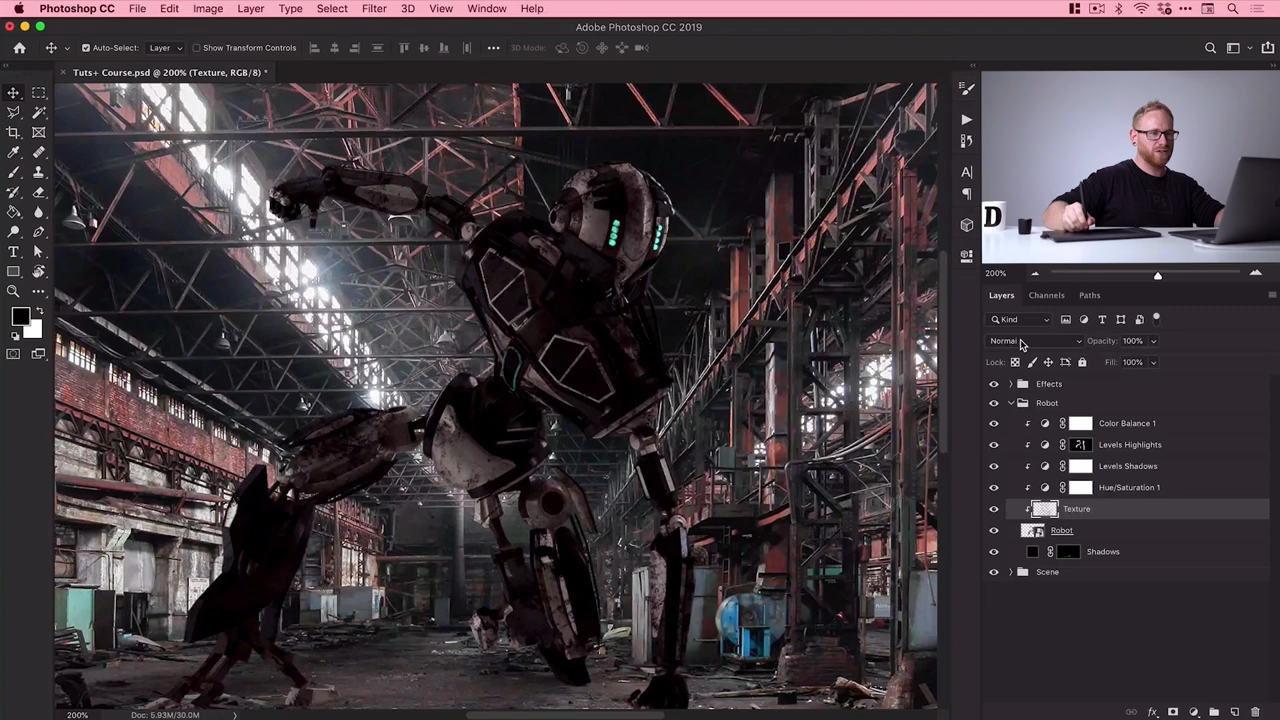 Photoshop CC File Edit Image Layer Type Select Filter 3D View Window Help
Adobe Photoshop CC 2019
Auto-Select: Layer Show Transform Controls 3D Mode:
Tuts+ Course.psd @ 200% (Texture, RGB/8) *
D
200%
Layers Channels Paths
Kind
Normal Opacity: 100%
Lock: Fill: 100%
Effects
Robot
Color Balance 1
Levels Highlights
Levels Shadows
Hue/Saturation 1
Texture
Robot
Shadows
Scene
200% Doc: 5.93M/30.0M